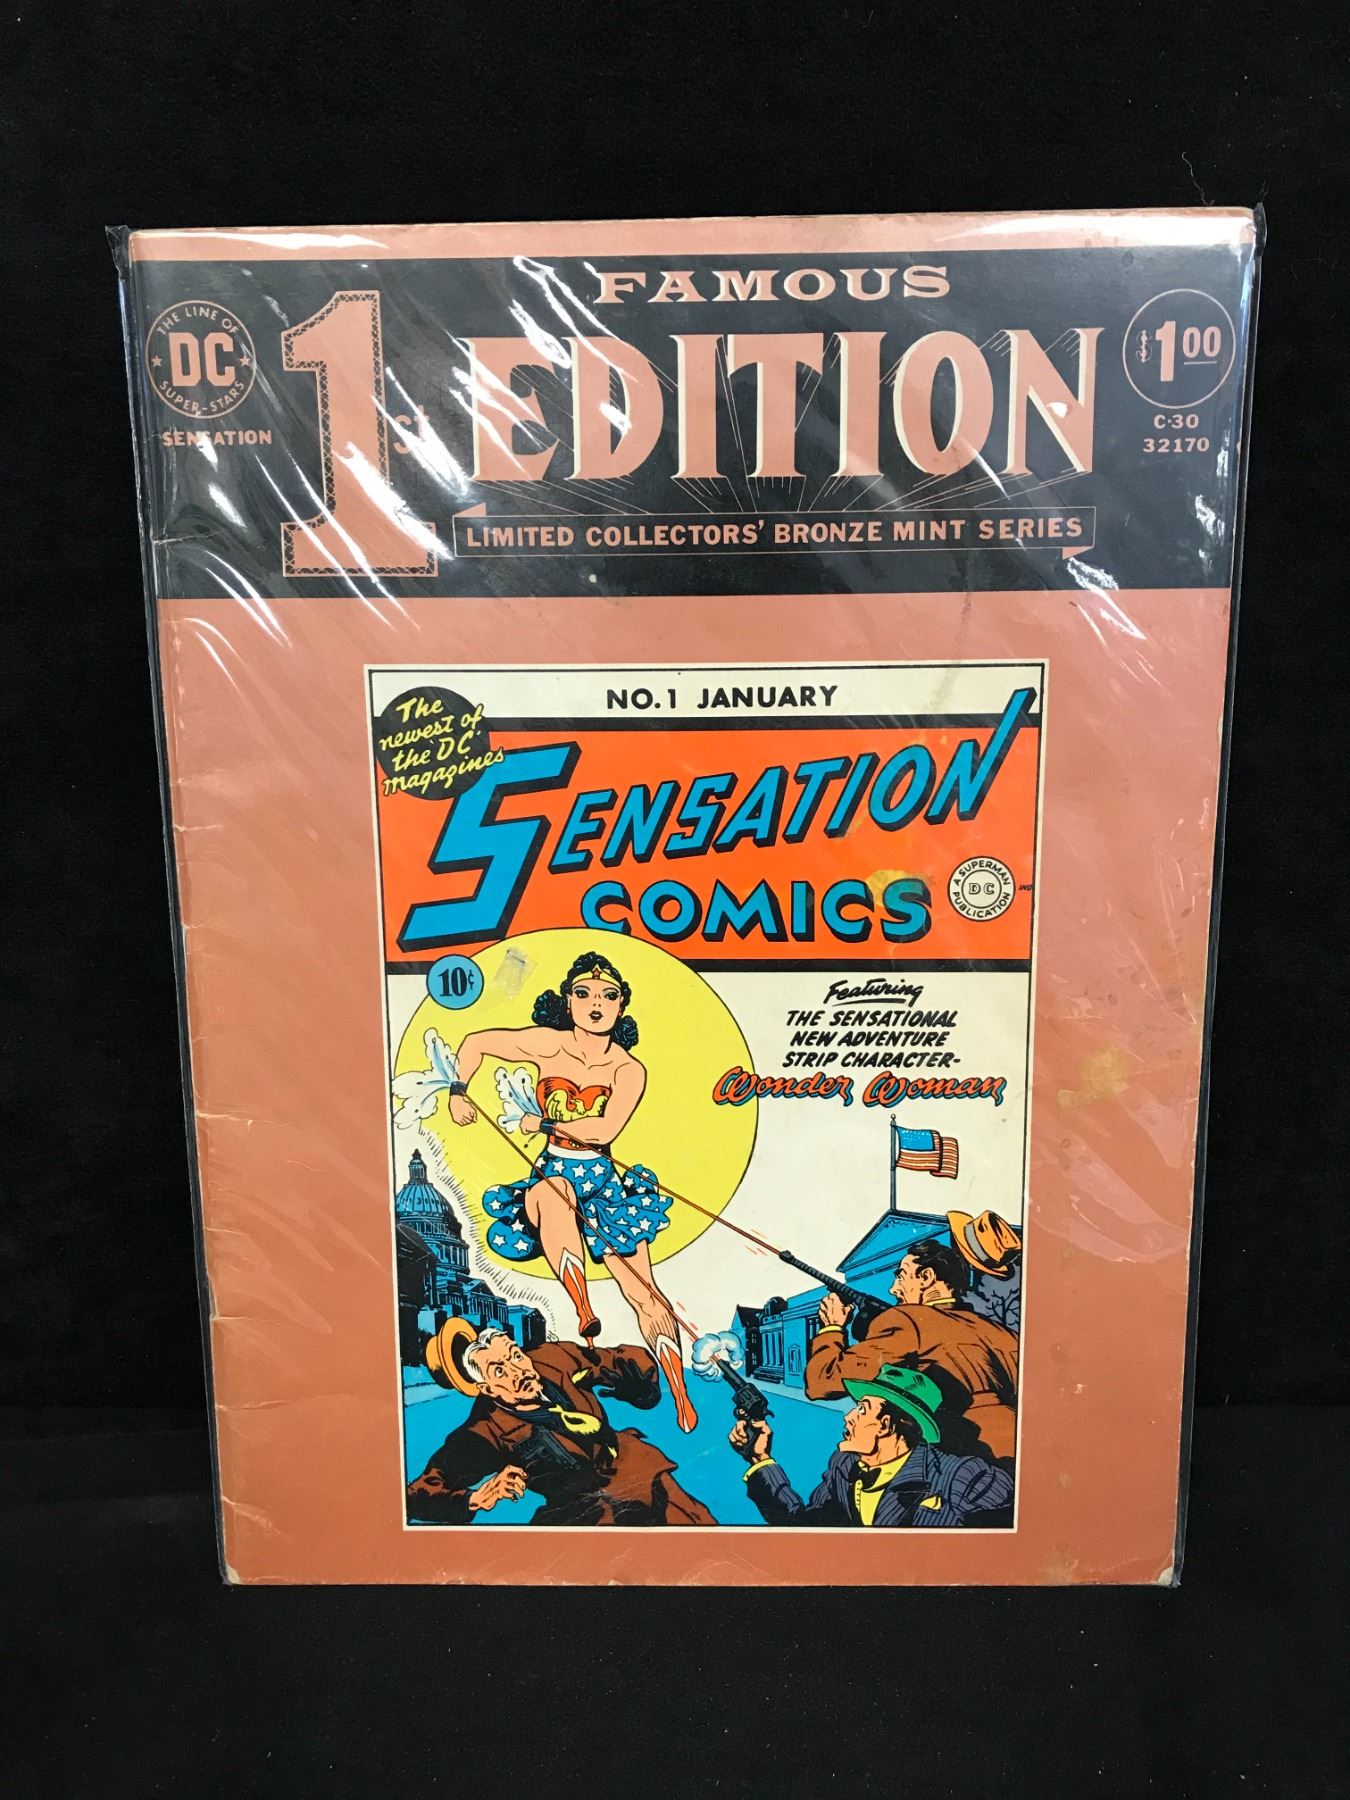 FAMOUS
1ST EDITION
LIMITED COLLECTORS' BRONZE MINT SERIES
THE LINE OF
DC
SUPER-STARS
SENSATION
$1.00
C-30
32170
NO.1 JANUARY
The
newest of
the "DC"
magazines
SENSATION
COMICS
A SUPERMAN
DC
PUBLICATION
10¢
Featuring
THE SENSATIONAL
NEW ADVENTURE
STRIP CHARACTER-
Wonder Woman